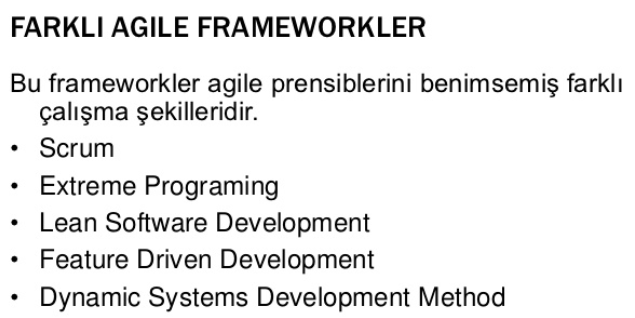 FARKLI AGILE FRAMEWORKLER
Bu frameworkler agile prensiblerini benimsemiş farklı
çalışma şekilleridir.
• Scrum
• Extreme Programing
• Lean Software Development
• Feature Driven Development
• Dynamic Systems Development Method